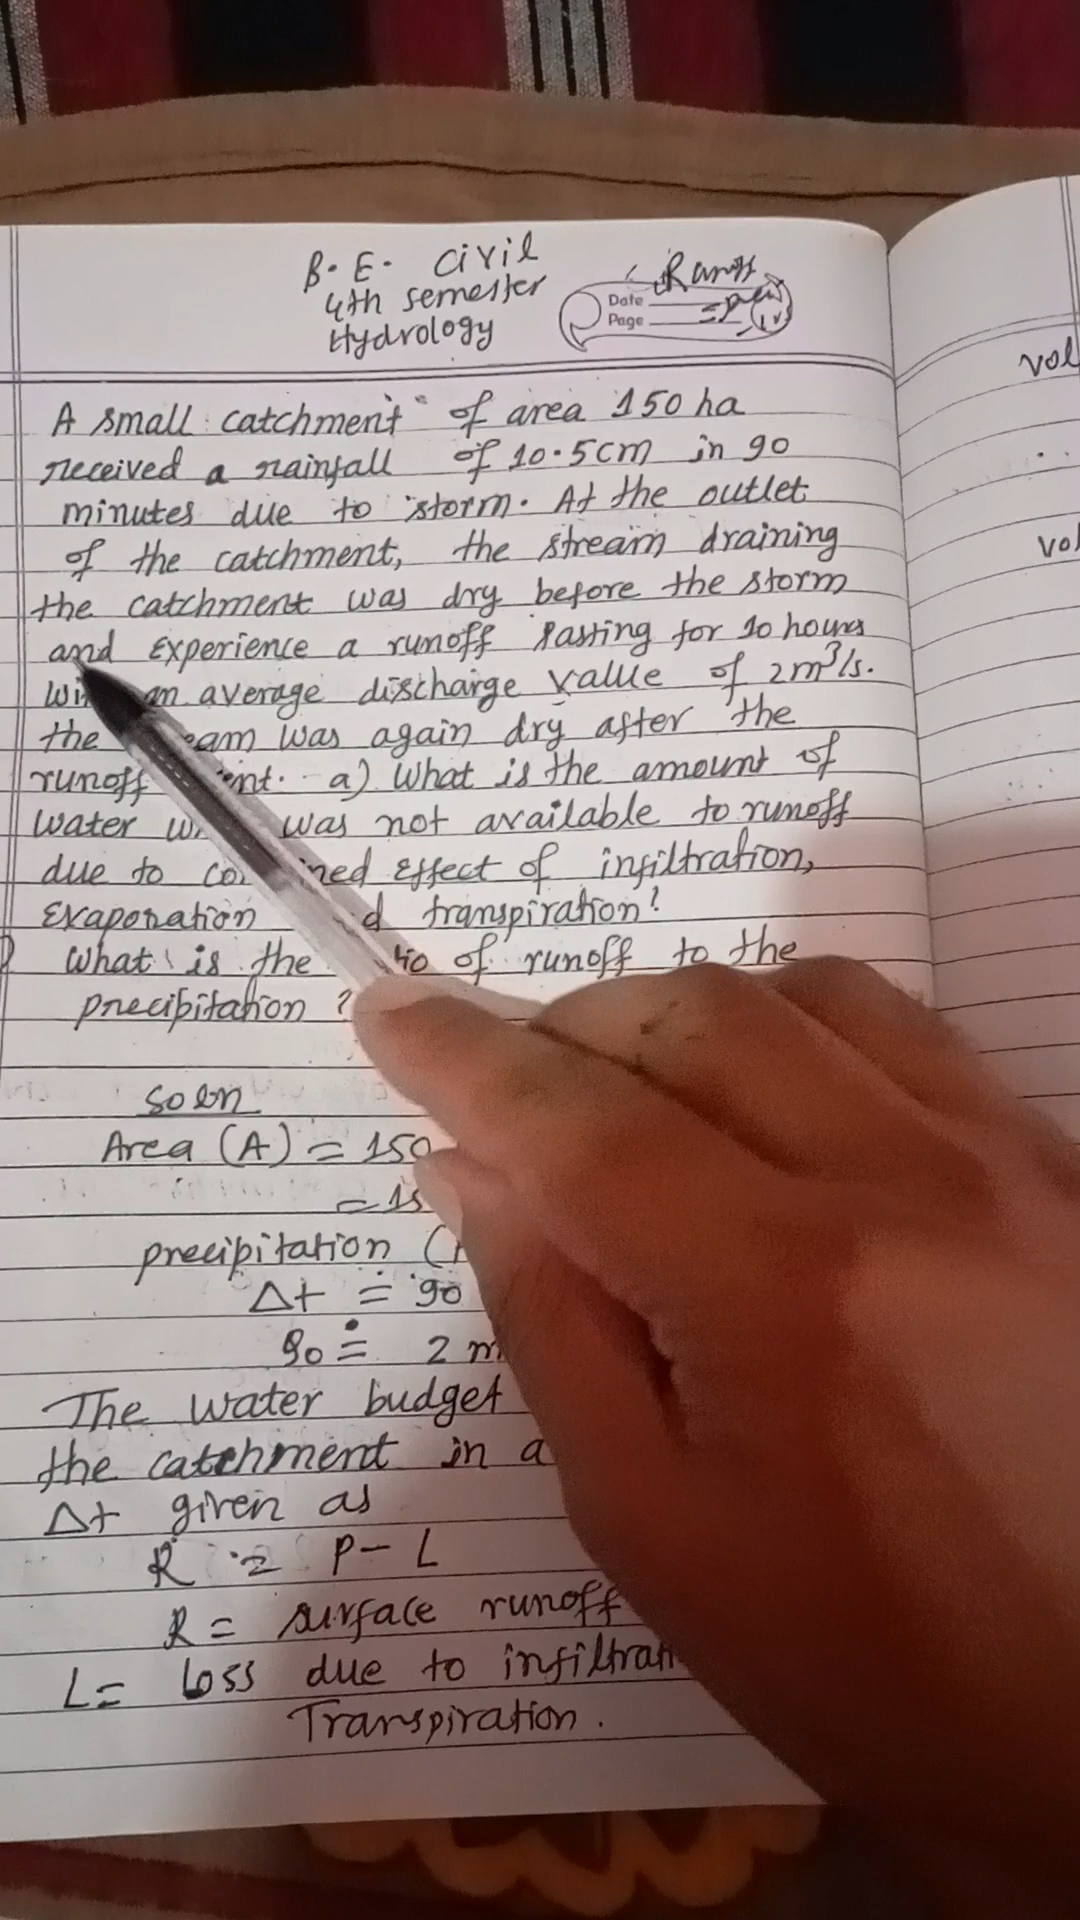 B.E. Civil
4th semester
Hydrology
Date
Page
A small catchment of area 150 ha
received a rainfall of 10.5cm in 90
minutes due to storm. At the outlet
of the catchment, the stream draining
the catchment was dry before the storm
and experience a runoff lasting for 10 hours
an average discharge value of 2m³/s.
the was again dry after the
runoff a) What is the amount of
water was not available to runoff
due to effect of infiltration,
Evaporation transpiration?
What is the of runoff to the
precipitation?
soln
Area (A) = 150
= 15
precipitation (
Δt = 90
= 2 m
The water budget
the catchment in a
Δt given as
R = P - L
R = surface runoff
L = Loss due to
Transpiration.
vol